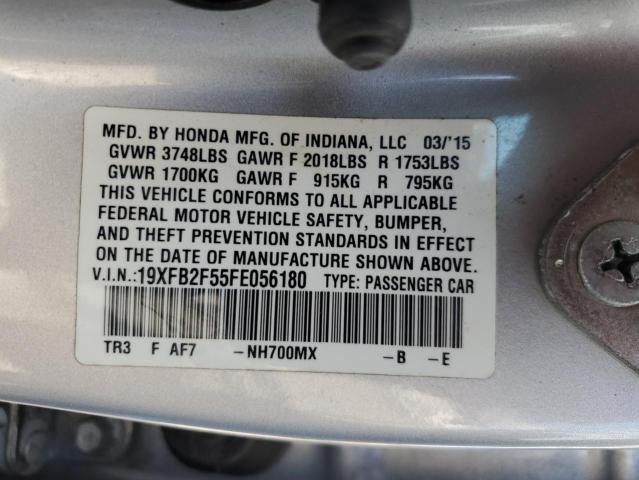 MFD. BY HONDA MFG. OF INDIANA, LLC 03/'15
GVWR 3748LBS GAWR F 2018LBS R 1753LBS
GVWR 1700KG GAWR F 915KG R 795KG
THIS VEHICLE CONFORMS TO ALL APPLICABLE
FEDERAL MOTOR VEHICLE SAFETY, BUMPER,
AND THEFT PREVENTION STANDARDS IN EFFECT
ON THE DATE OF MANUFACTURE SHOWN ABOVE.
V.I.N.:19XFB2F55FE056180 TYPE: PASSENGER CAR
TR3 F AF7 -NH700MX -B -E